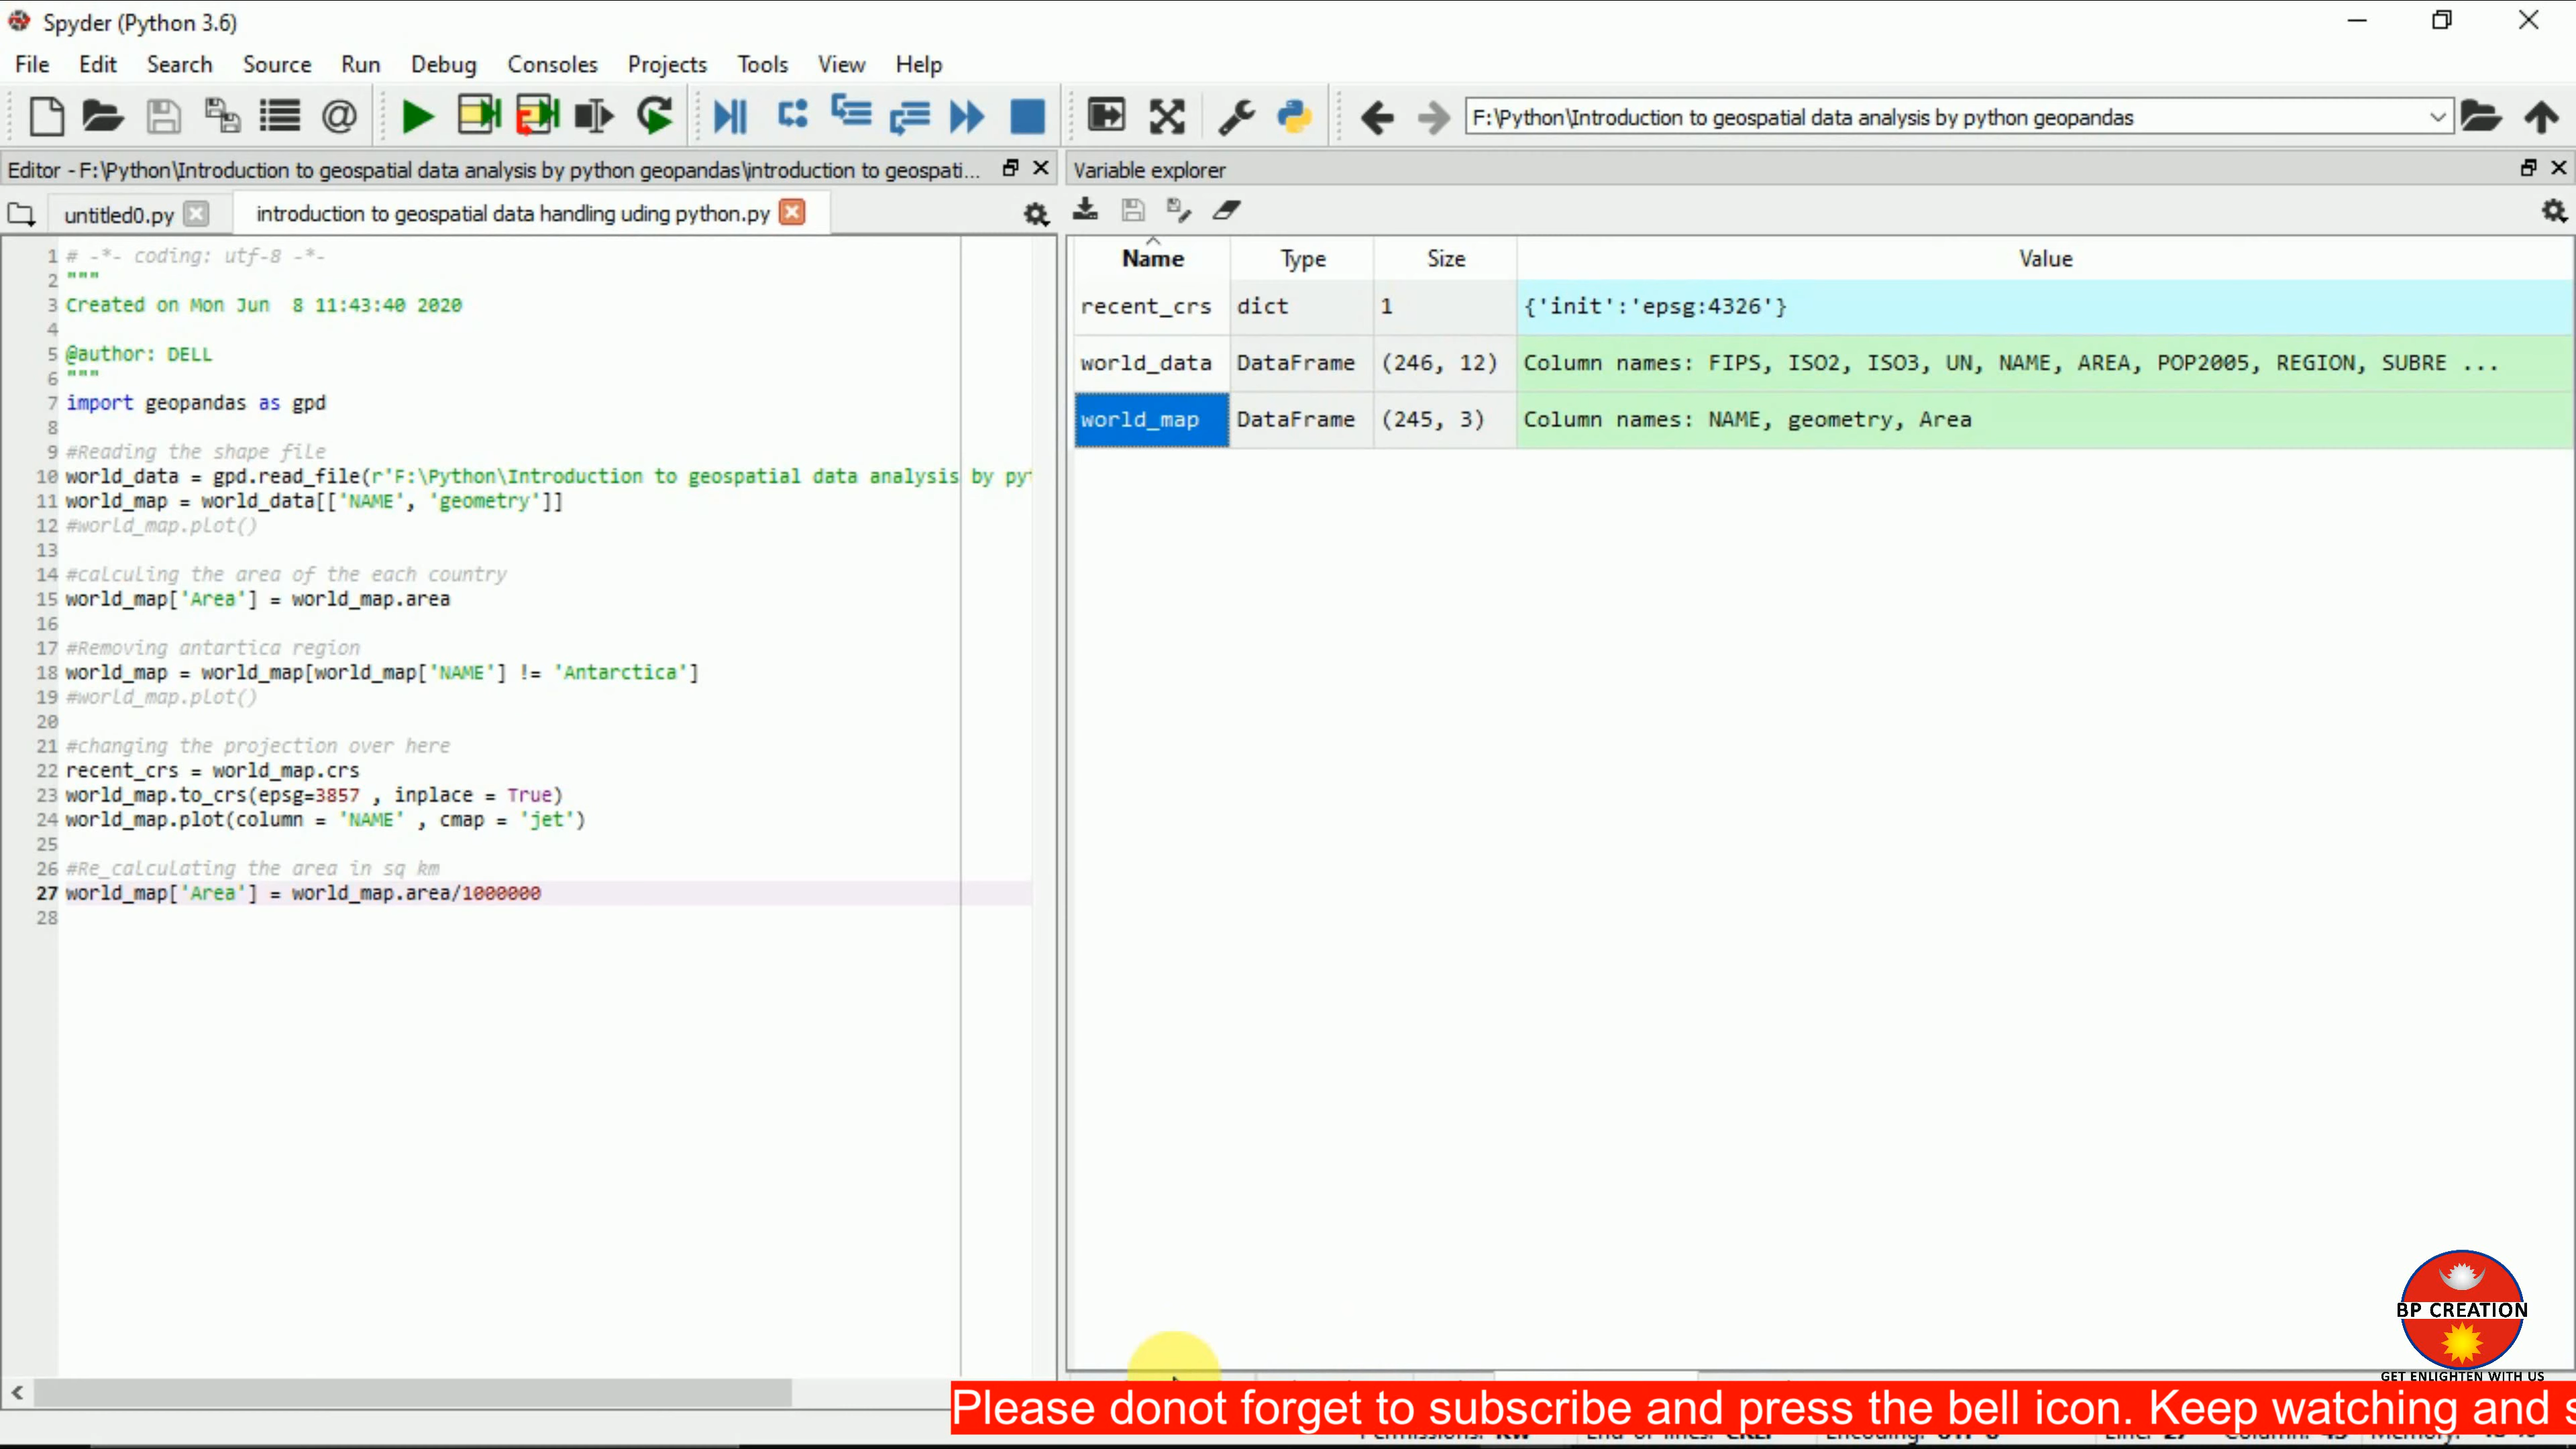 Spyder (Python 3.6)
File Edit Search Source Run Debug Consoles Projects Tools View Help
F:\Python\Introduction to geospatial data analysis by python geopandas
Editor - F:\Python\Introduction to geospatial data analysis by python geopandas\introduction to geospati...
Variable explorer
untitled0.py
introduction to geospatial data handling uding python.py
1 # -*- coding: utf-8 -*-
2 """
3 Created on Mon Jun  8 11:43:40 2020
4
5 @author: DELL
6 """
7 import geopandas as gpd
8
9 #Reading the shape file
10 world_data = gpd.read_file(r'F:\Python\Introduction to geospatial data analysis by pyt
11 world_map = world_data[['NAME', 'geometry']]
12 #world_map.plot()
13
14 #calculing the area of the each country
15 world_map['Area'] = world_map.area
16
17 #Removing antartica region
18 world_map = world_map[world_map['NAME'] != 'Antarctica']
19 #world_map.plot()
20
21 #changing the projection over here
22 recent_crs = world_map.crs
23 world_map.to_crs(epsg=3857 , inplace = True)
24 world_map.plot(column = 'NAME' , cmap = 'jet')
25
26 #Re_calculating the area in sq km
27 world_map['Area'] = world_map.area/1000000
28
Name Type Size Value
recent_crs dict 1 {'init':'epsg:4326'}
world_data DataFrame (246, 12) Column names: FIPS, ISO2, ISO3, UN, NAME, AREA, POP2005, REGION, SUBRE ...
world_map DataFrame (245, 3) Column names: NAME, geometry, Area
BP CREATION
GET ENLIGHTEN WITH US
Please donot forget to subscribe and press the bell icon. Keep watching and